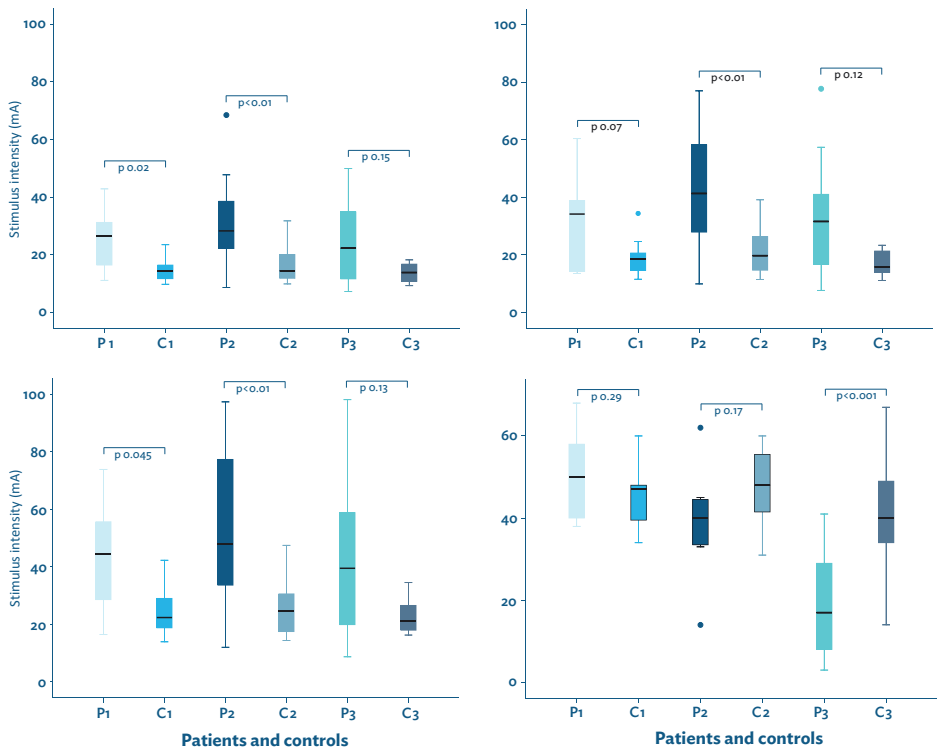 100
80
60
40
20
0
Stimulus intensity (mA)
p 0.02
p<0.01
p 0.15
P 1
C1
P2
C2
P3
C3
100
80
60
40
20
0
p 0.07
p<0.01
p 0.12
P1
C1
P2
C2
P3
C3
100
80
60
40
20
0
Stimulus intensity (mA)
p 0.045
p<0.01
p 0.13
P1
C1
P2
C2
P3
C3
Patients and controls
60
40
20
0
p 0.29
p 0.17
p<0.001
P1
C1
P2
C2
P3
C3
Patients and controls